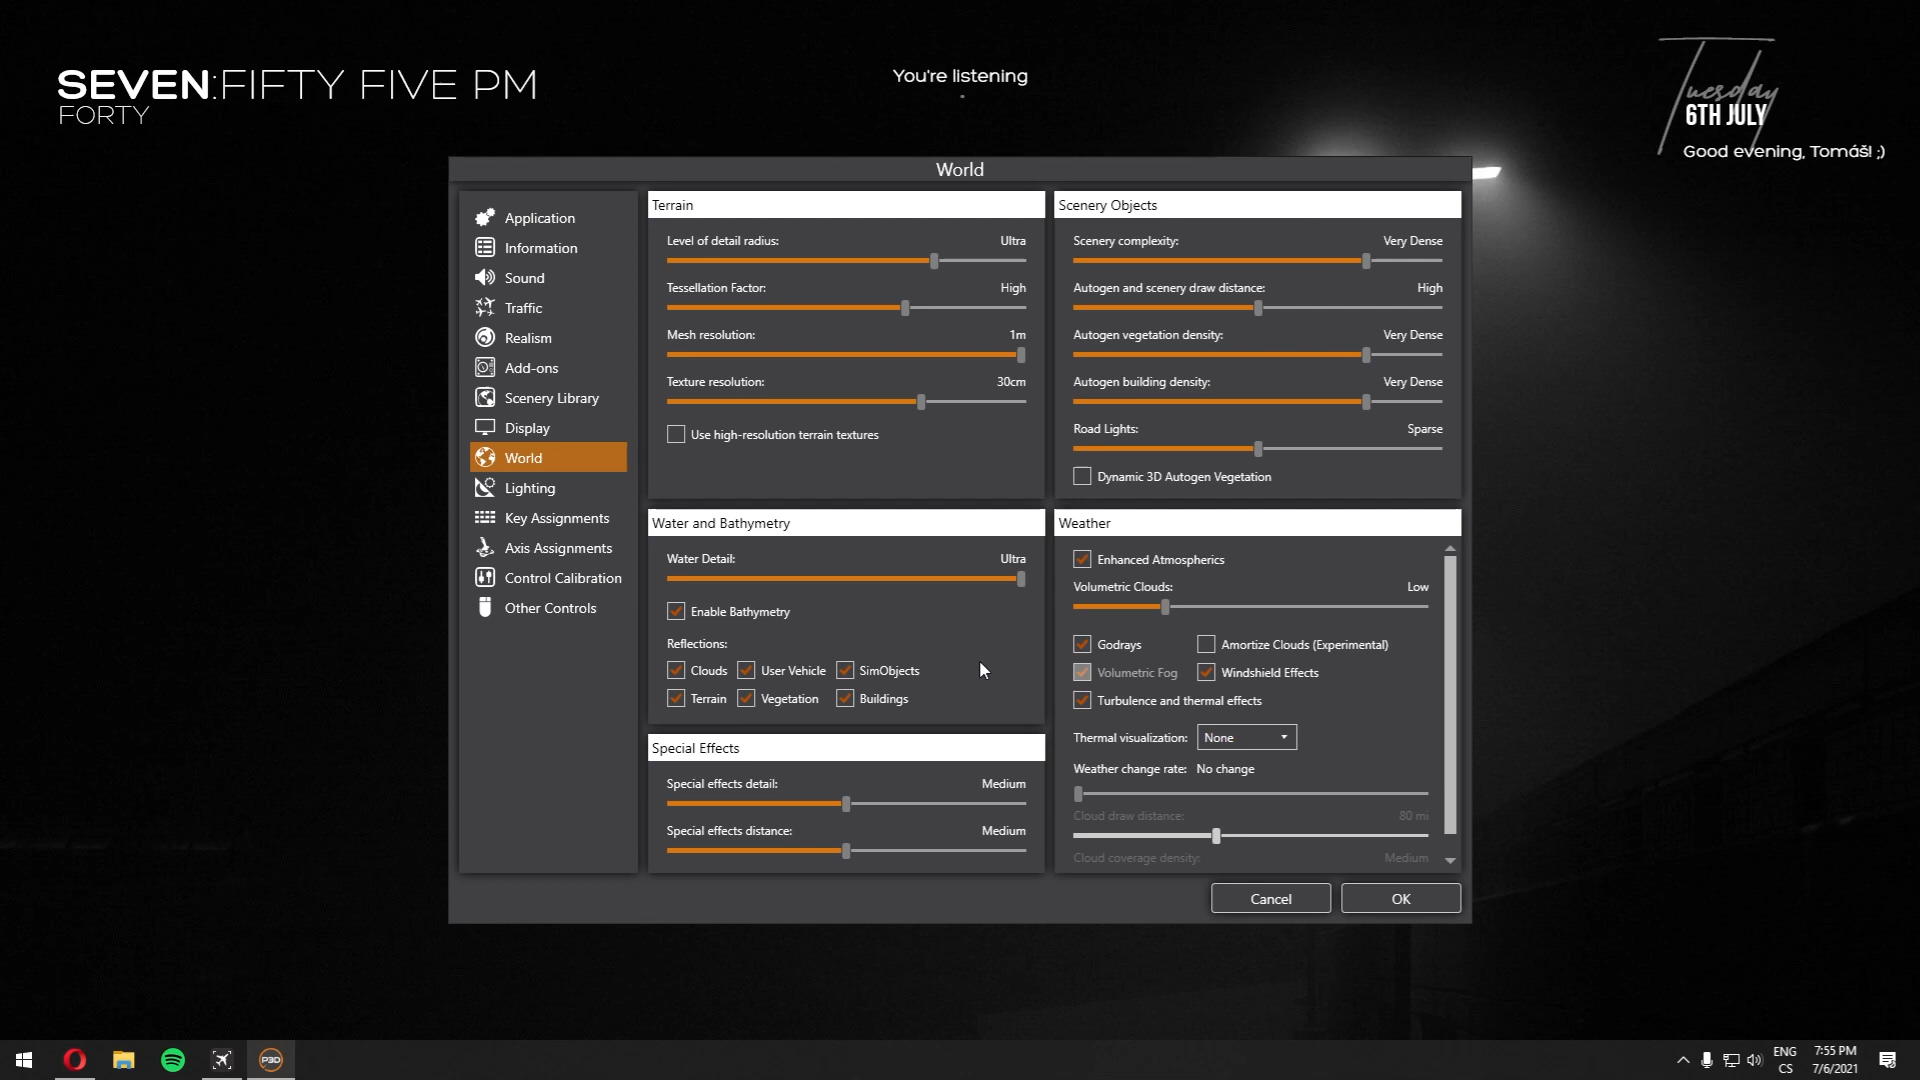 SEVEN:FIFTY FIVE PM
FORTY
You're listening
Tuesday
6TH JULY
Good evening, Tomáš! ;)
World
Application
Information
Sound
Traffic
Realism
Add-ons
Scenery Library
Display
World
Lighting
Key Assignments
Axis Assignments
Control Calibration
Other Controls
Terrain
Level of detail radius: Ultra
Tessellation Factor: High
Mesh resolution: 1m
Texture resolution: 30cm
Use high-resolution terrain textures
Water and Bathymetry
Water Detail: Ultra
Enable Bathymetry
Reflections:
Clouds User Vehicle SimObjects
Terrain Vegetation Buildings
Special Effects
Special effects detail: Medium
Special effects distance: Medium
Scenery Objects
Scenery complexity: Very Dense
Autogen and scenery draw distance: High
Autogen vegetation density: Very Dense
Autogen building density: Very Dense
Road Lights: Sparse
Dynamic 3D Autogen Vegetation
Weather
Enhanced Atmospherics
Volumetric Clouds: Low
Godrays Amortize Clouds (Experimental)
Volumetric Fog Windshield Effects
Turbulence and thermal effects
Thermal visualization: None
Weather change rate: No change
Cloud draw distance: 80 mi
Cloud coverage density: Medium
Cancel OK
P3D
ENG
CS
7:55 PM
7/6/2021